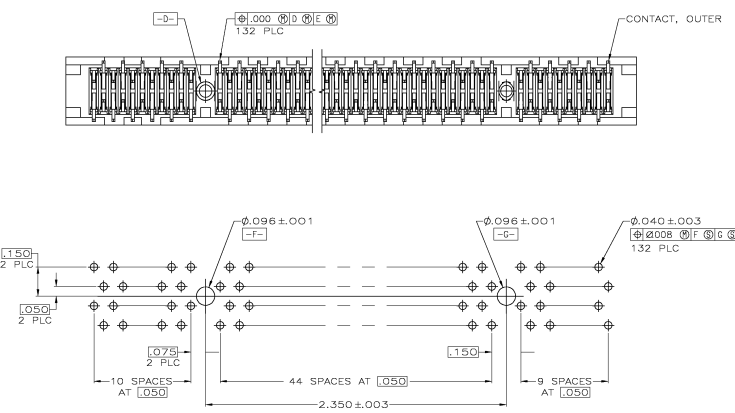 -D-
⌖ .000 Ⓜ D Ⓜ E Ⓜ
132 PLC
CONTACT, OUTER
Ø.096±.001
-F-
Ø.096±.001
-G-
Ø.040±.003
⌖ Ø.008 Ⓜ F Ⓢ G Ⓢ
132 PLC
.150
2 PLC
.050
2 PLC
.075
2 PLC
.150
10 SPACES
AT .050
44 SPACES AT .050
9 SPACES
AT .050
2.350±.003